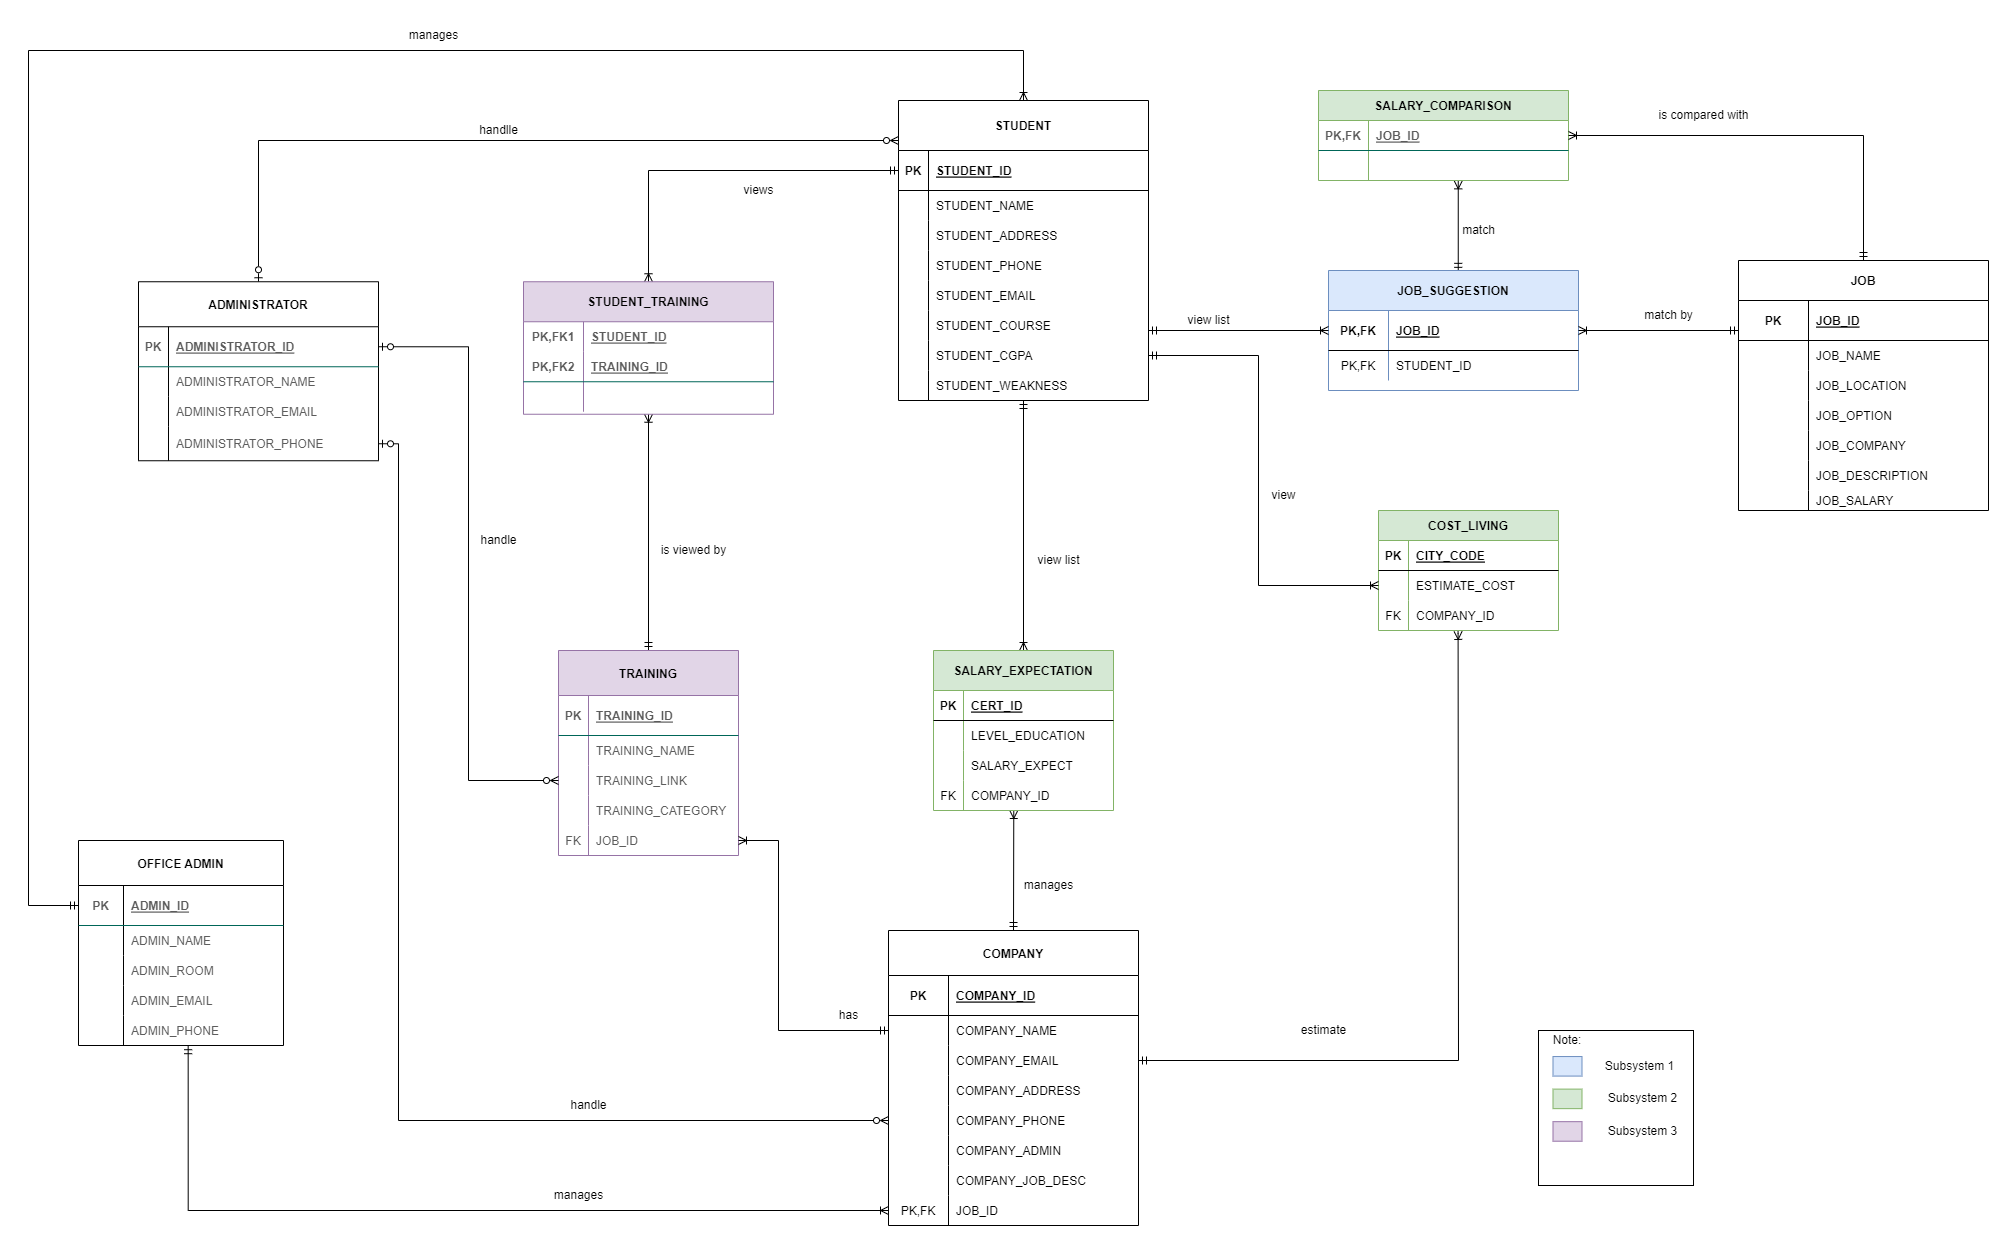 manages
handlle
views
STUDENT
PK STUDENT_ID
STUDENT_NAME
STUDENT_ADDRESS
STUDENT_PHONE
STUDENT_EMAIL
STUDENT_COURSE
STUDENT_CGPA
STUDENT_WEAKNESS
SALARY_COMPARISON
PK,FK JOB_ID
is compared with
match
ADMINISTRATOR
PK ADMINISTRATOR_ID
ADMINISTRATOR_NAME
ADMINISTRATOR_EMAIL
ADMINISTRATOR_PHONE
STUDENT_TRAINING
PK,FK1 STUDENT_ID
PK,FK2 TRAINING_ID
view list
JOB_SUGGESTION
PK,FK JOB_ID
PK,FK STUDENT_ID
match by
JOB
PK JOB_ID
JOB_NAME
JOB_LOCATION
JOB_OPTION
JOB_COMPANY
JOB_DESCRIPTION
JOB_SALARY
handle
is viewed by
view list
view
COST_LIVING
PK CITY_CODE
ESTIMATE_COST
FK COMPANY_ID
TRAINING
PK TRAINING_ID
TRAINING_NAME
TRAINING_LINK
TRAINING_CATEGORY
FK JOB_ID
SALARY_EXPECTATION
PK CERT_ID
LEVEL_EDUCATION
SALARY_EXPECT
FK COMPANY_ID
manages
OFFICE ADMIN
PK ADMIN_ID
ADMIN_NAME
ADMIN_ROOM
ADMIN_EMAIL
ADMIN_PHONE
has
handle
manages
COMPANY
PK COMPANY_ID
COMPANY_NAME
COMPANY_EMAIL
COMPANY_ADDRESS
COMPANY_PHONE
COMPANY_ADMIN
COMPANY_JOB_DESC
PK,FK JOB_ID
estimate
Note:
Subsystem 1
Subsystem 2
Subsystem 3